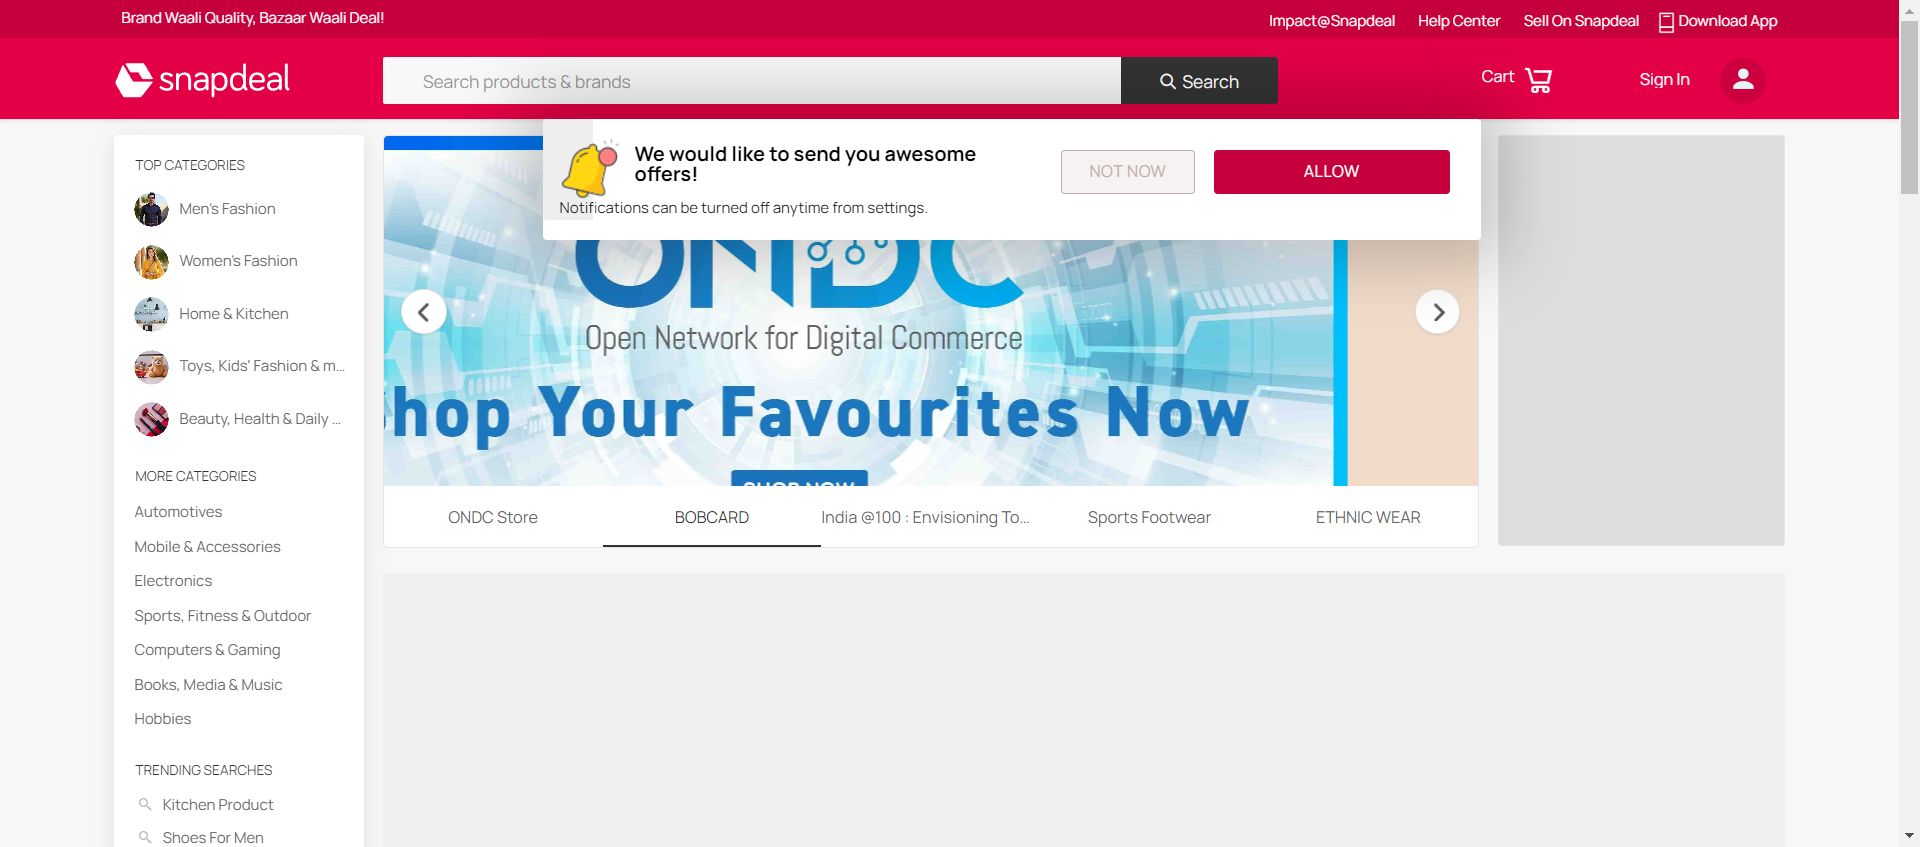 Brand Waali Quality, Bazaar Waali Deal!
Impact@Snapdeal
Help Center
Sell On Snapdeal
Download App
snapdeal
Search products & brands
Search
Cart
Sign In
We would like to send you awesome
offers!
Notifications can be turned off anytime from settings.
NOT NOW
ALLOW
TOP CATEGORIES
Men's Fashion
Women's Fashion
Home & Kitchen
Toys, Kids' Fashion & m...
Beauty, Health & Daily ...
MORE CATEGORIES
Automotives
Mobile & Accessories
Electronics
Sports, Fitness & Outdoor
Computers & Gaming
Books, Media & Music
Hobbies
TRENDING SEARCHES
Kitchen Product
Shoes For Men
ONDC
Open Network for Digital Commerce
Shop Your Favourites Now
SHOP NOW
ONDC Store
BOBCARD
India @100 : Envisioning To...
Sports Footwear
ETHNIC WEAR